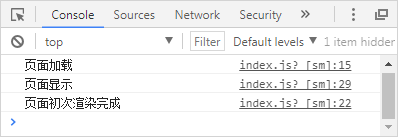 Console Sources Network Security
top Filter Default levels 1 item hidden
页面加载 index.js? [sm]:15
页面显示 index.js? [sm]:29
页面初次渲染完成 index.js? [sm]:22